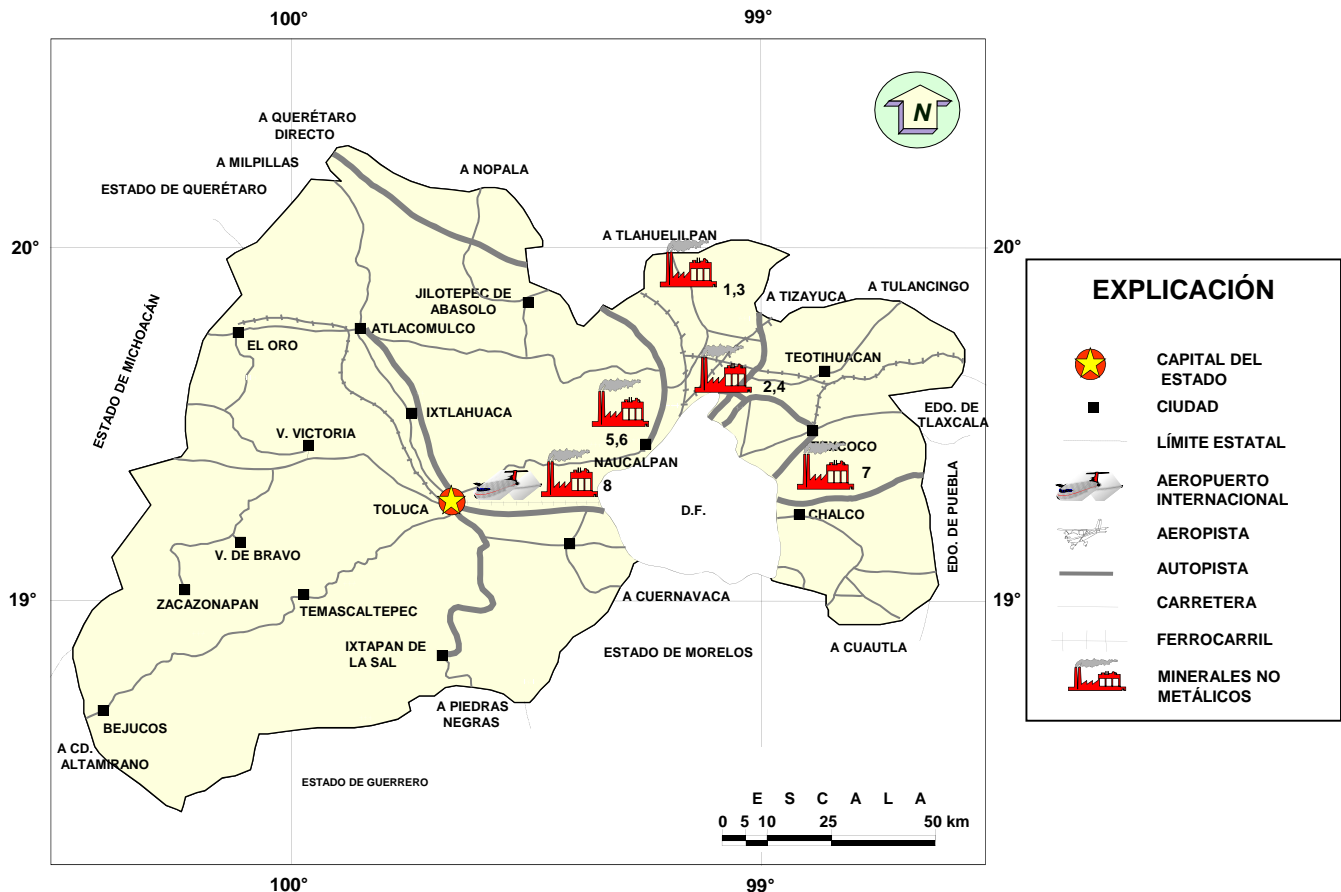 100°
99°
A QUERÉTARO
DIRECTO
A MILPILLAS
A NOPALA
ESTADO DE QUERÉTARO
N
20°
20°
A TLAHUELILPAN
1,3
A TULANCINGO
A TIZAYUCA
JILOTEPEC DE
ABASOLO
ATLACOMULCO
EL ORO
TEOTIHUACAN
2,4
ESTADO DE MICHOACÁN
IXTLAHUACA
EDO. DE
TLAXCALA
V. VICTORIA
5,6
TEXCOCO
NAUCALPAN
7
8
TOLUCA
D.F.
CHALCO
EDO. DE PUEBLA
V. DE BRAVO
ZACAZONAPAN
TEMASCALTEPEC
A CUERNAVACA
19°
19°
IXTAPAN DE
LA SAL
ESTADO DE MORELOS
A CUAUTLA
A PIEDRAS
NEGRAS
BEJUCOS
A CD.
ALTAMIRANO
ESTADO DE GUERRERO
E S C A L A
0 5 10 25 50 km
100°
99°
EXPLICACIÓN
CAPITAL DEL
ESTADO
CIUDAD
LÍMITE ESTATAL
AEROPUERTO
INTERNACIONAL
AEROPISTA
AUTOPISTA
CARRETERA
FERROCARRIL
MINERALES NO
METÁLICOS